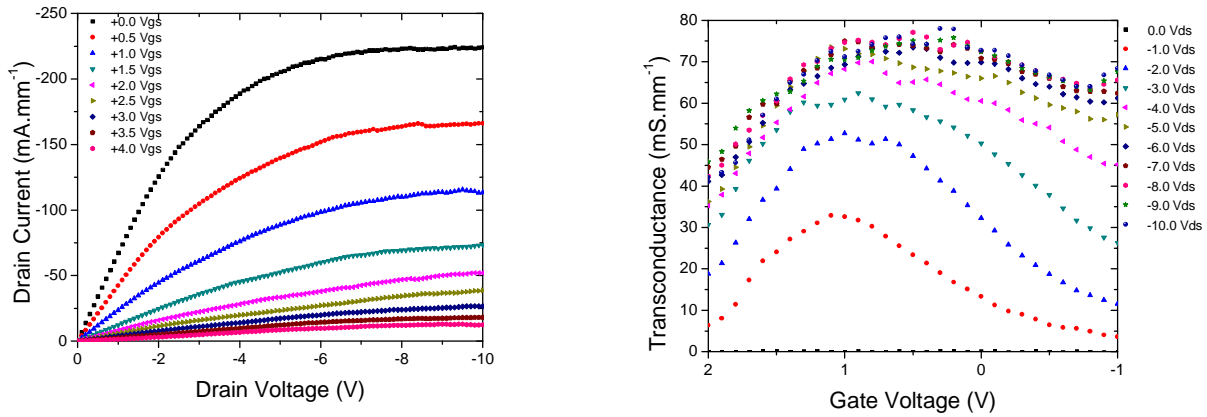 +0.0 Vgs
+0.5 Vgs
+1.0 Vgs
+1.5 Vgs
+2.0 Vgs
+2.5 Vgs
+3.0 Vgs
+3.5 Vgs
+4.0 Vgs
Drain Current (mA.mm⁻¹)
-200
-150
-100
-50
0
0 -2 -4 -6 -8 -10
Drain Voltage (V)
Transconductance (mS.mm⁻¹)
80
70
60
50
40
30
20
10
0
2 1 0 -1
Gate Voltage (V)
0.0 Vds
-1.0 Vds
-2.0 Vds
-3.0 Vds
-4.0 Vds
-5.0 Vds
-6.0 Vds
-7.0 Vds
-8.0 Vds
-9.0 Vds
-10.0 Vds